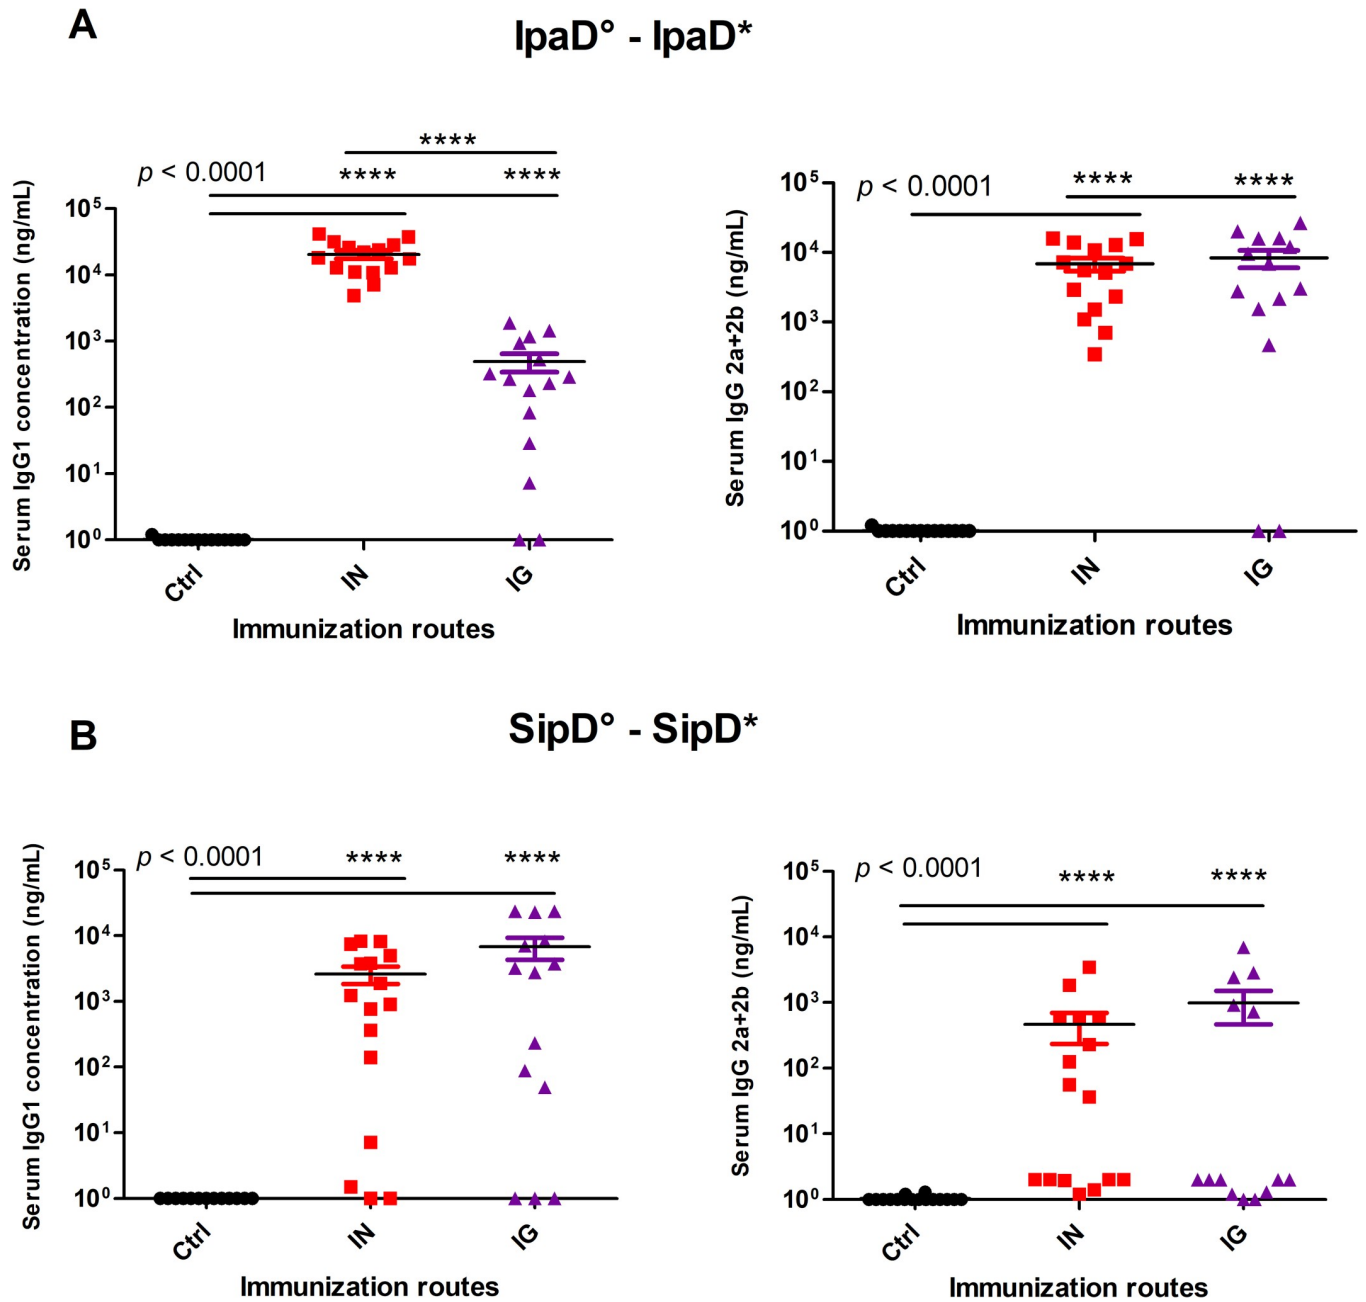 A
IpaD° - IpaD*
****
p < 0.0001 **** ****
Serum IgG1 concentration (ng/mL)
10⁵
10⁴
10³
10²
10¹
10⁰
Ctrl IN IG
Immunization routes
p < 0.0001 **** ****
Serum IgG 2a+2b (ng/mL)
10⁵
10⁴
10³
10²
10¹
10⁰
Ctrl IN IG
Immunization routes
B
SipD° - SipD*
p < 0.0001 **** ****
Serum IgG1 concentration (ng/mL)
10⁵
10⁴
10³
10²
10¹
10⁰
Ctrl IN IG
Immunization routes
p < 0.0001 **** ****
Serum IgG 2a+2b (ng/mL)
10⁵
10⁴
10³
10²
10¹
10⁰
Ctrl IN IG
Immunization routes